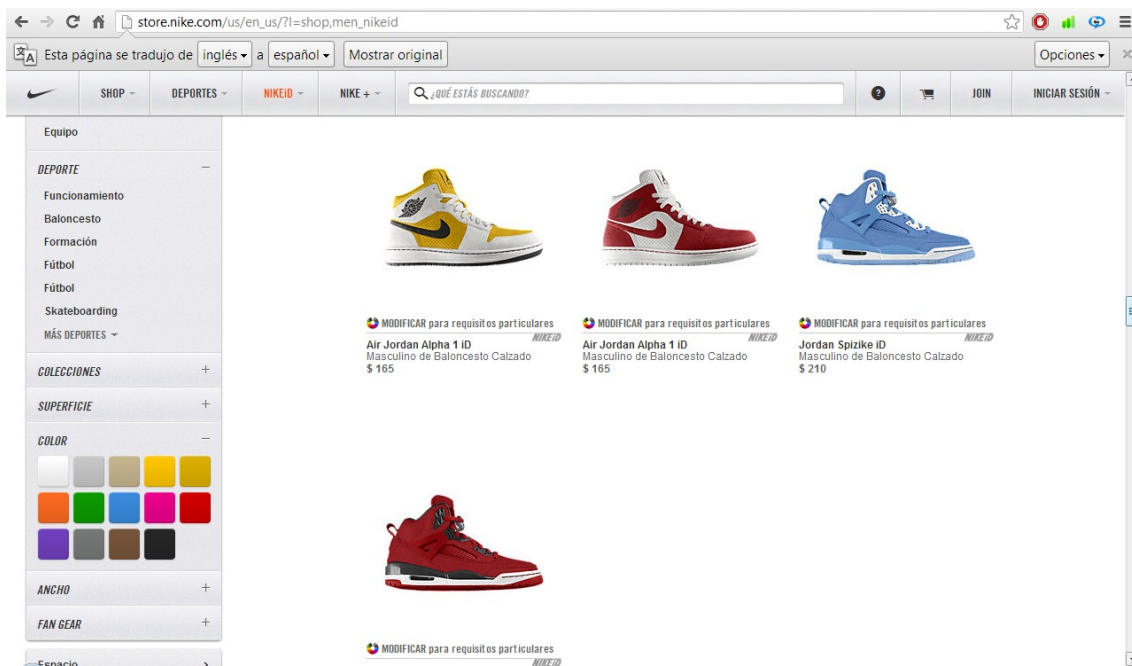 store.nike.com/us/en_us/?l=shop,men_nikeid
Esta página se tradujo de inglés a español Mostrar original Opciones
SHOP DEPORTES NIKEiD NIKE + ¿QUÉ ESTÁS BUSCANDO? ? JOIN INICIAR SESIÓN
Equipo
DEPORTE
Funcionamiento
Baloncesto
Formación
Fútbol
Fútbol
Skateboarding
MÁS DEPORTES
COLECCIONES
SUPERFICIE
COLOR
ANCHO
FAN GEAR
Espacio
MODIFICAR para requisitos particulares
NIKEiD
Air Jordan Alpha 1 iD
Masculino de Baloncesto Calzado
$ 165
MODIFICAR para requisitos particulares
NIKEiD
Air Jordan Alpha 1 iD
Masculino de Baloncesto Calzado
$ 165
MODIFICAR para requisitos particulares
NIKEiD
Jordan Spizike iD
Masculino de Baloncesto Calzado
$ 210
MODIFICAR para requisitos particulares
NIKEiD